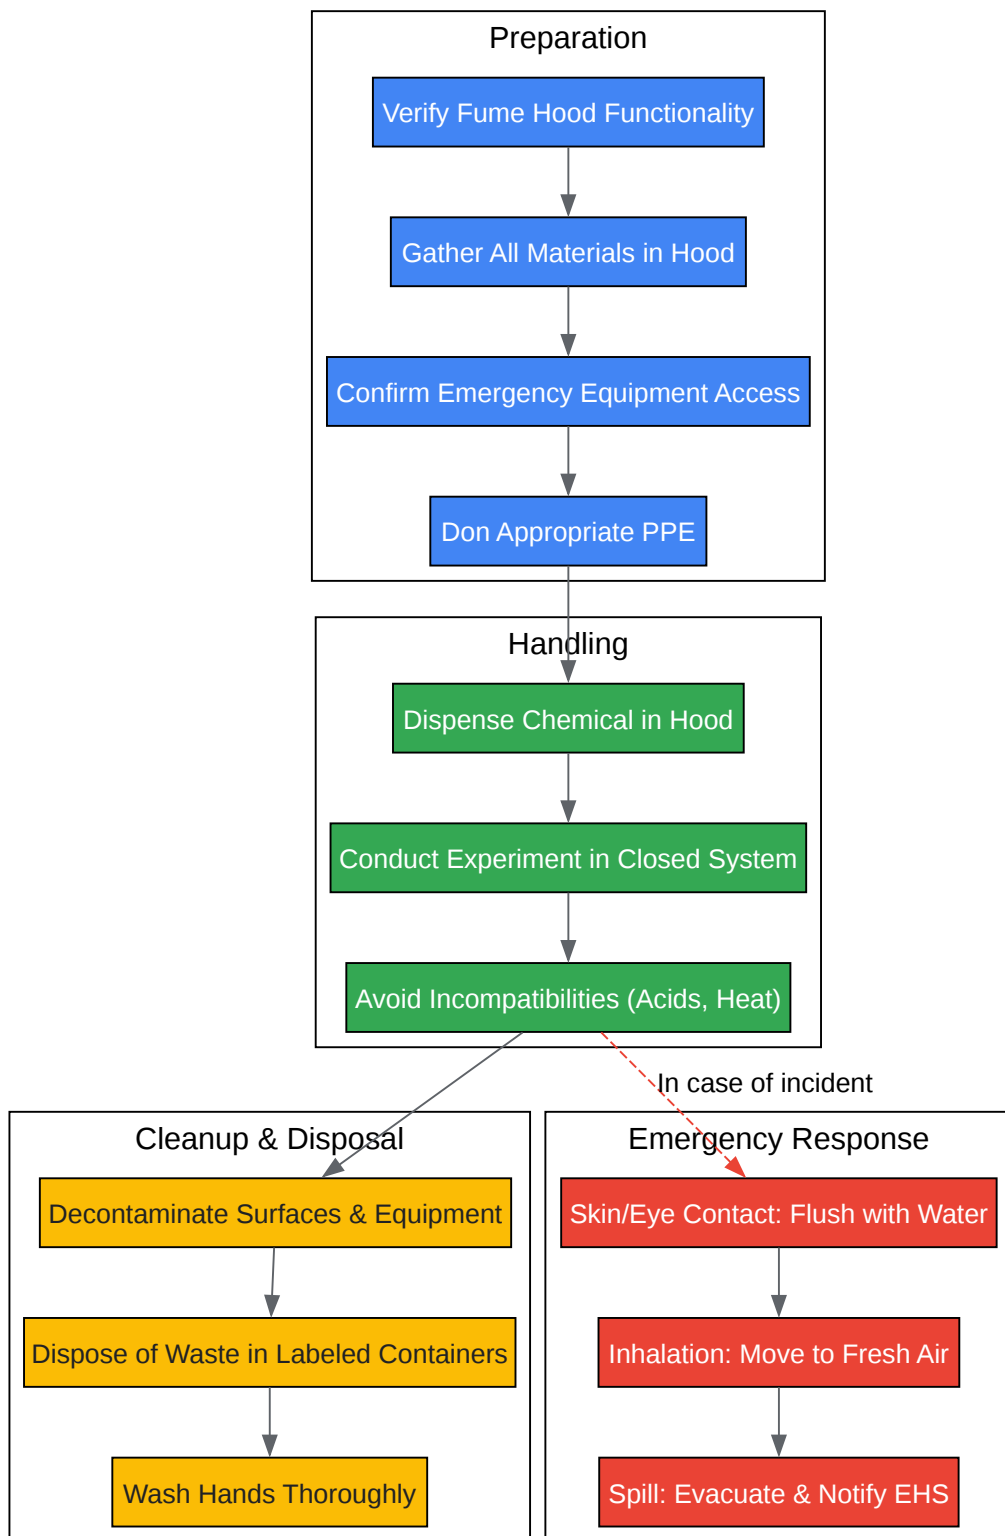 Preparation
Verify Fume Hood Functionality
Gather All Materials in Hood
Confirm Emergency Equipment Access
Don Appropriate PPE
Handling
Dispense Chemical in Hood
Conduct Experiment in Closed System
Avoid Incompatibilities (Acids, Heat)
In case of incident
Cleanup & Disposal
Decontaminate Surfaces & Equipment
Dispose of Waste in Labeled Containers
Wash Hands Thoroughly
Emergency Response
Skin/Eye Contact: Flush with Water
Inhalation: Move to Fresh Air
Spill: Evacuate & Notify EHS